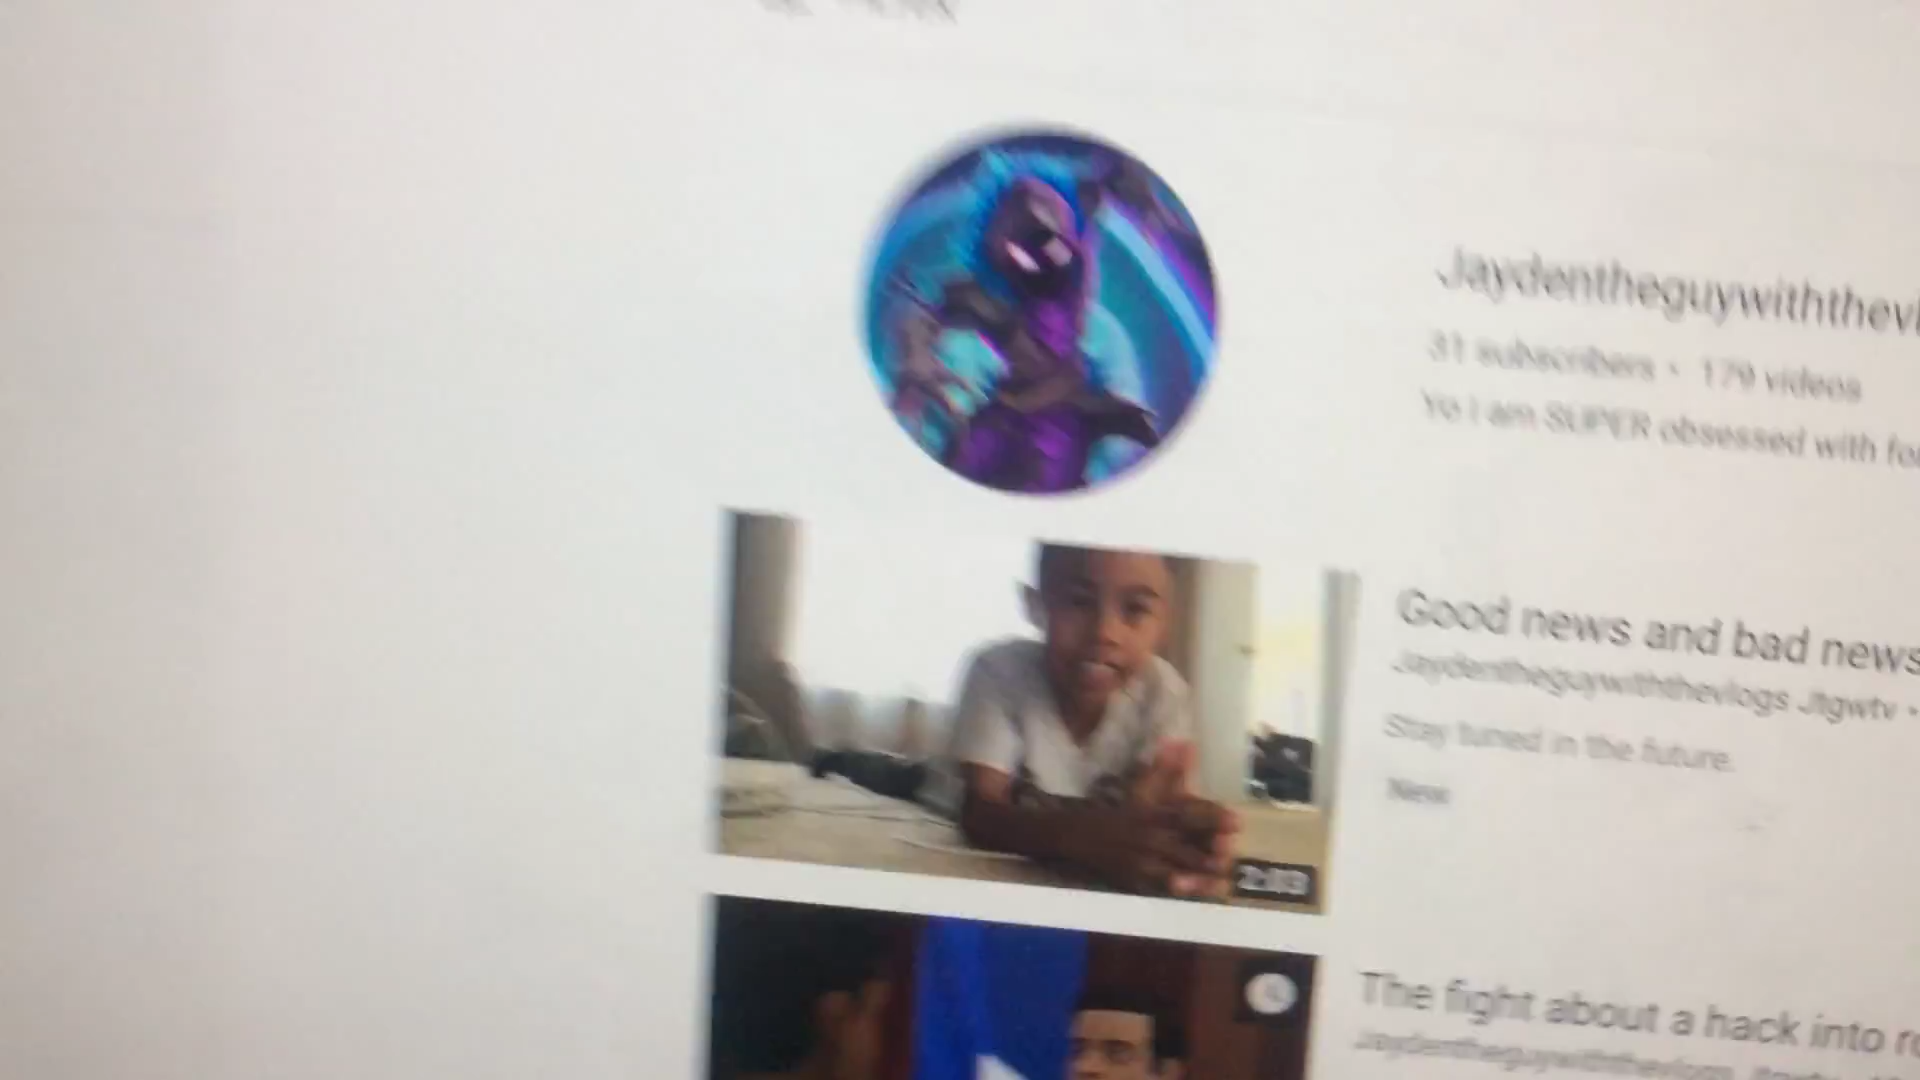 Jaydentheguywiththevl
31 subscribers • 179 videos
Yo I am SUPER obsessed with
Good news and bad news
Jaydentheguywiththevlogs Jtgwtv •
Stay tuned in the future.
New
2:03
The fight about a hack into
Jaydentheguywiththevlogs